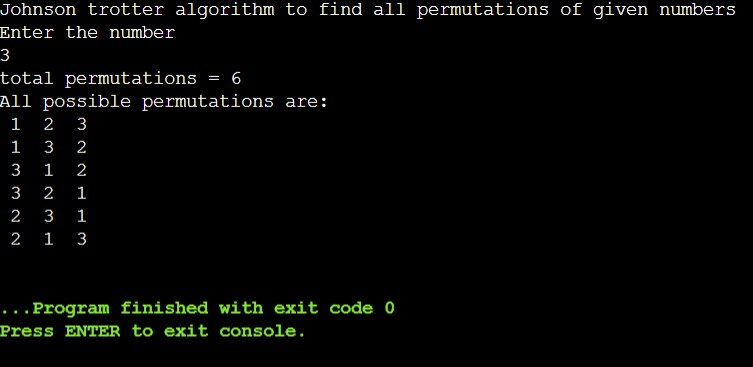 Johnson trotter algorithm to find all permutations of given numbers
Enter the number
3
total permutations = 6
All possible permutations are:
1 2 3
1 3 2
3 1 2
3 2 1
2 3 1
2 1 3
...Program finished with exit code 0
Press ENTER to exit console.